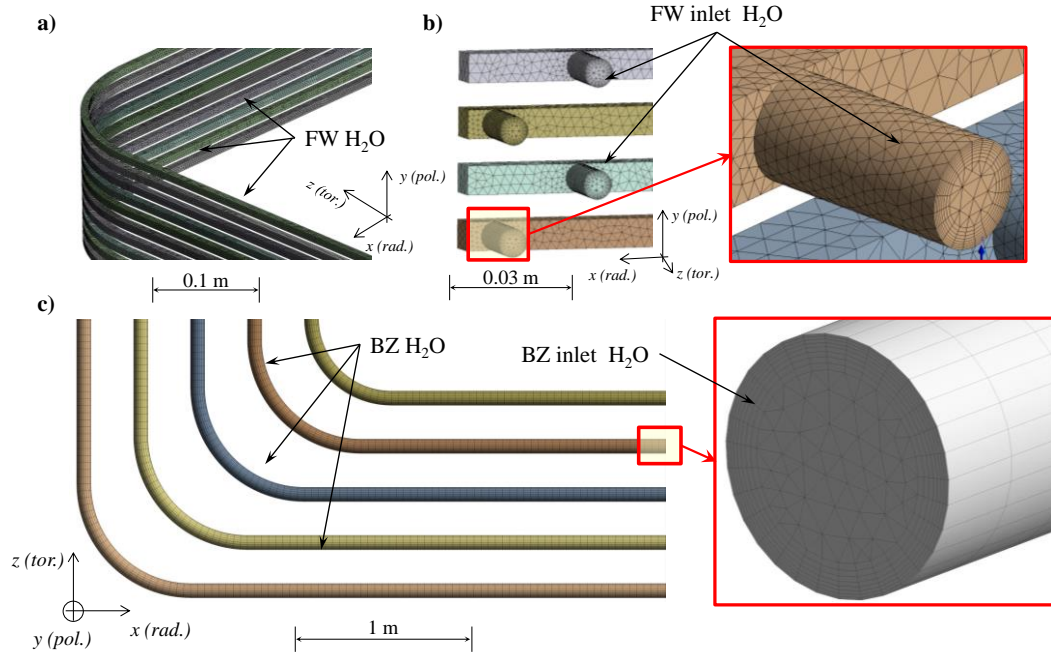 a)
FW H₂O
z (tor.)
y (pol.)
x (rad.)
0.1 m
b)
FW inlet H₂O
y (pol.)
x (rad.)
z (tor.)
0.03 m
c)
BZ H₂O
BZ inlet H₂O
z (tor.)
y (pol.)
x (rad.)
1 m